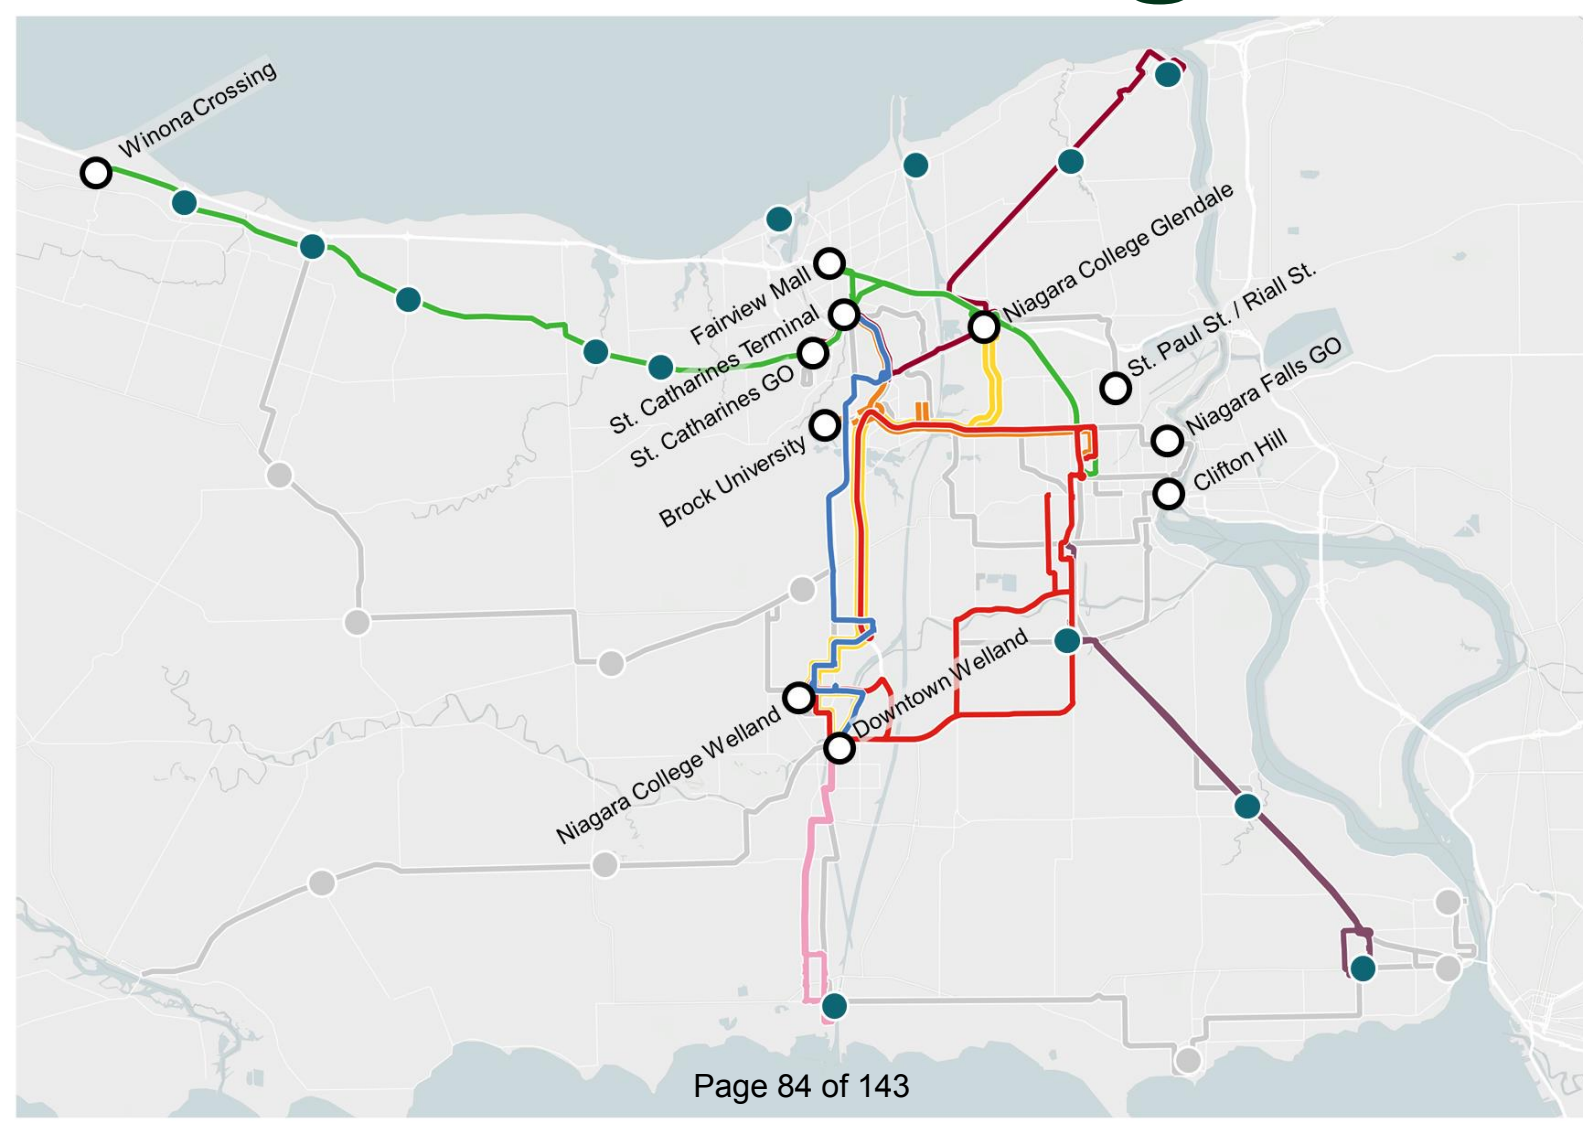 Winona Crossing
Fairview Mall
St. Catharines Terminal
St. Catharines GO
Brock University
Niagara College Glendale
St. Paul St. / Riall St.
Niagara Falls GO
Clifton Hill
Downtown Welland
Niagara College Welland
Page 84 of 143